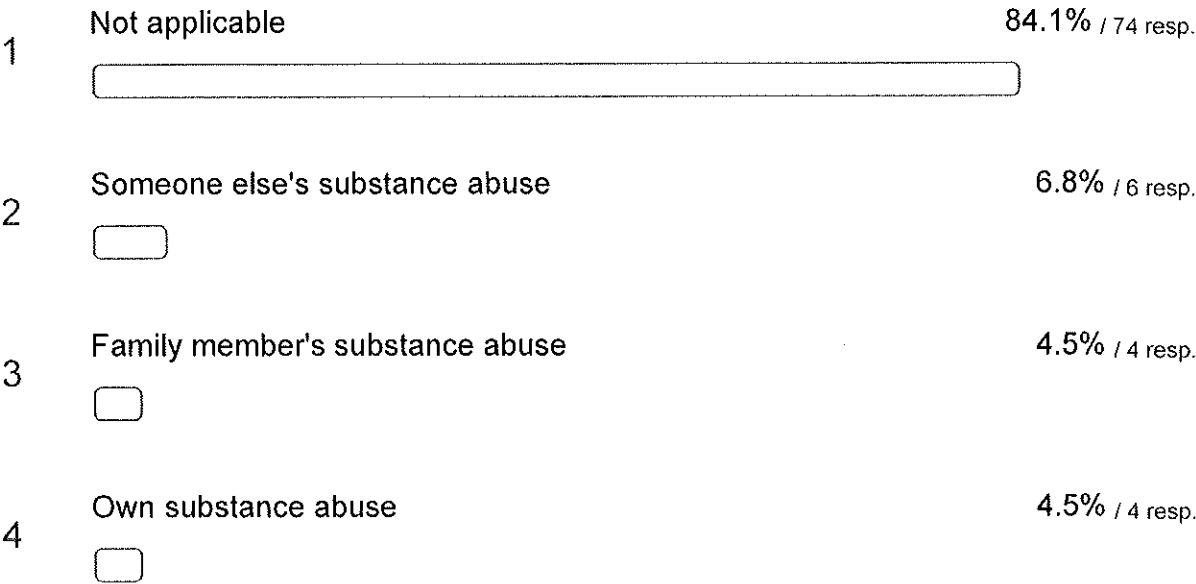 1 Not applicable 84.1% / 74 resp.
2 Someone else's substance abuse 6.8% / 6 resp.
3 Family member's substance abuse 4.5% / 4 resp.
4 Own substance abuse 4.5% / 4 resp.